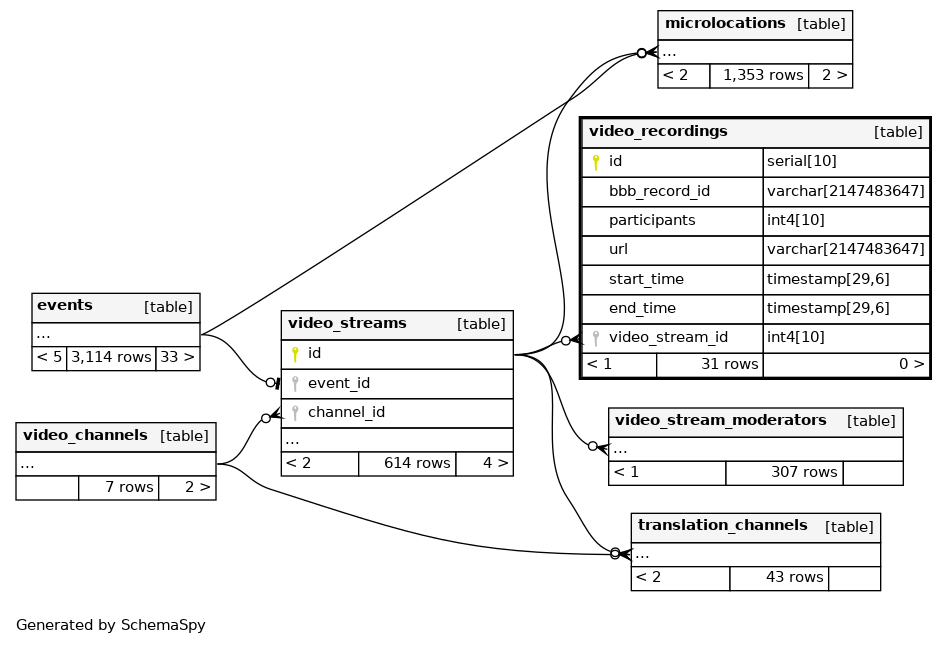 microlocations [table]
...
< 2 1,353 rows 2 >
video_recordings [table]
id serial[10]
bbb_record_id varchar[2147483647]
participants int4[10]
url varchar[2147483647]
start_time timestamp[29,6]
end_time timestamp[29,6]
video_stream_id int4[10]
< 1 31 rows 0 >
events [table]
...
< 5 3,114 rows 33 >
video_streams [table]
id
event_id
channel_id
...
< 2 614 rows 4 >
video_channels [table]
...
7 rows 2 >
video_stream_moderators [table]
...
< 1 307 rows
translation_channels [table]
...
< 2 43 rows
Generated by SchemaSpy